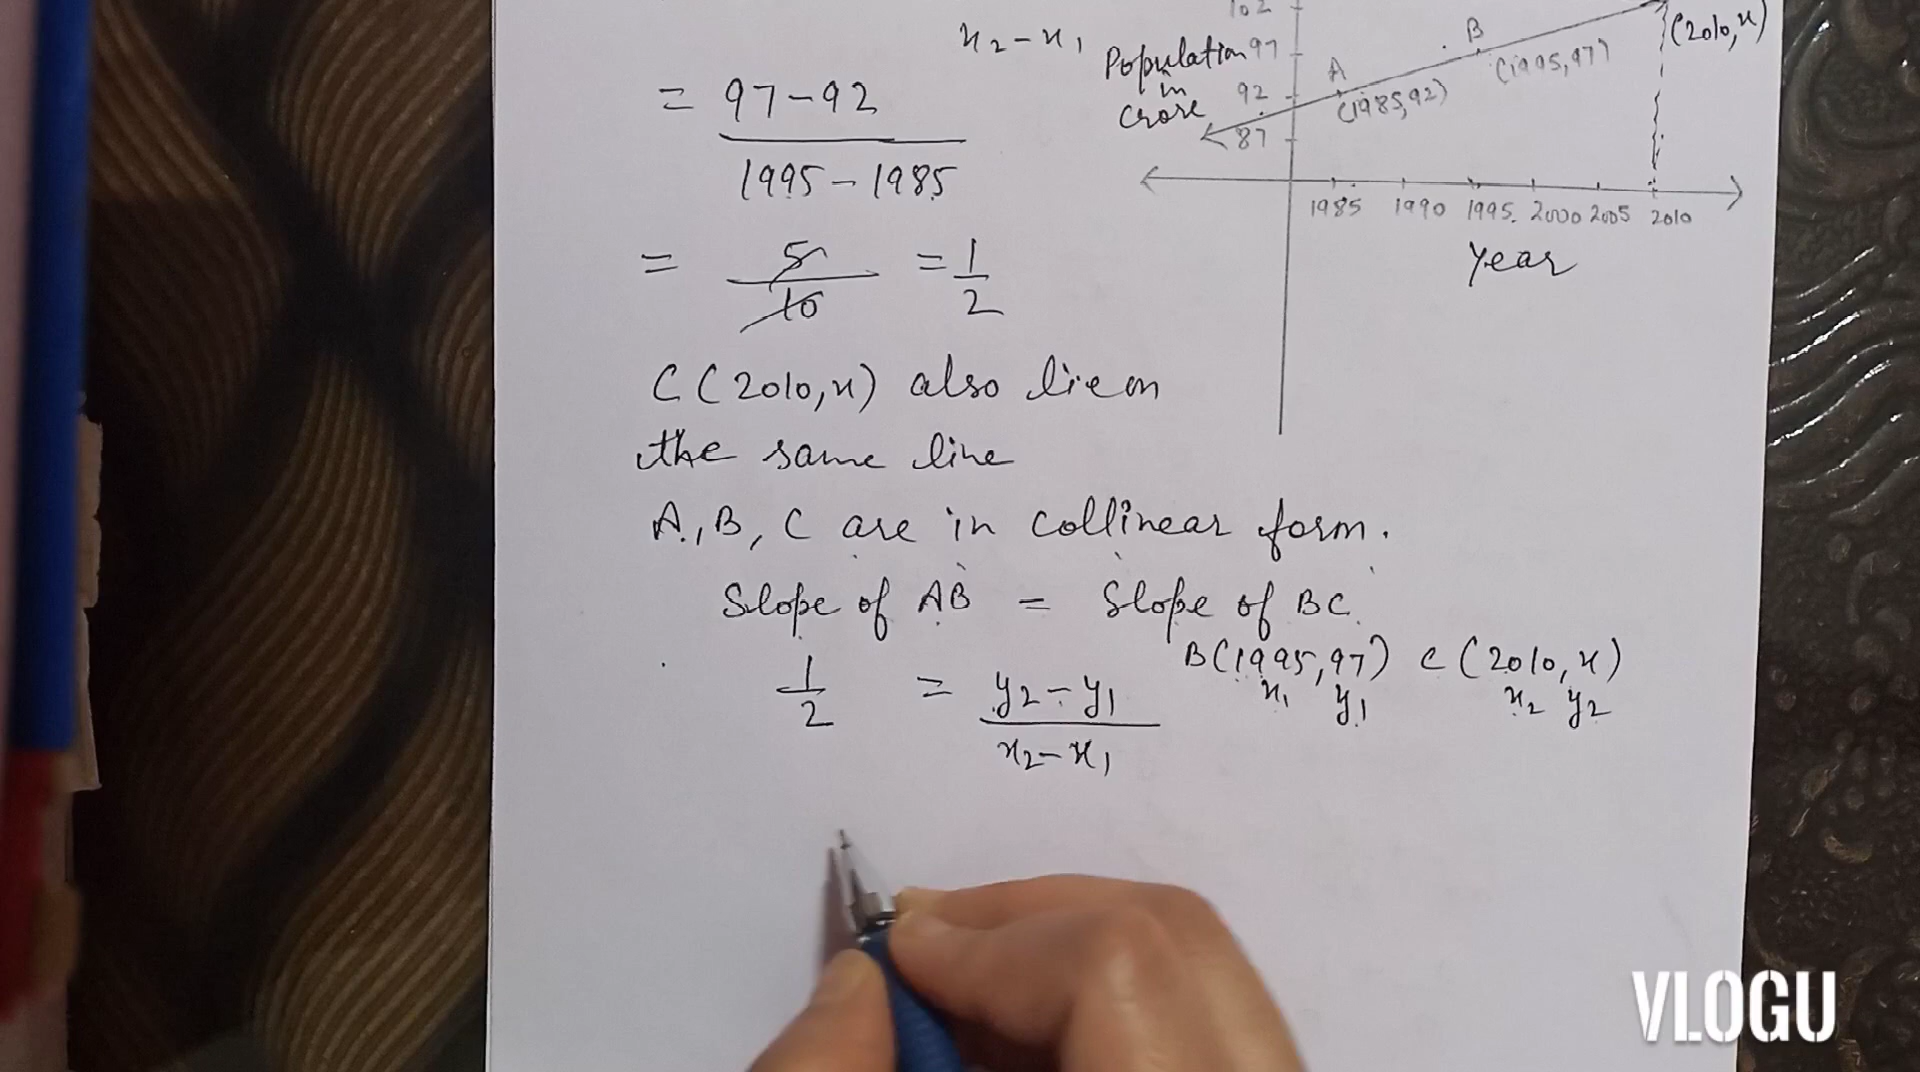 x₂ - x₁
= 97 - 92
1995 - 1985
= 5
10
= 1
2
C (2010, x) also lie on
the same line
A, B, C are in collinear form.
Slope of AB = Slope of BC
1
2
= y₂ - y₁
x₂ - x₁
B (1995, 97) C (2010, x)
x₁ y₁ x₂ y₂
Population
in
crore
102
97
92
87
A
(1985, 92)
B
(1995, 97)
(2010, x)
1985 1990 1995 2000 2005 2010
Year
VLOGU